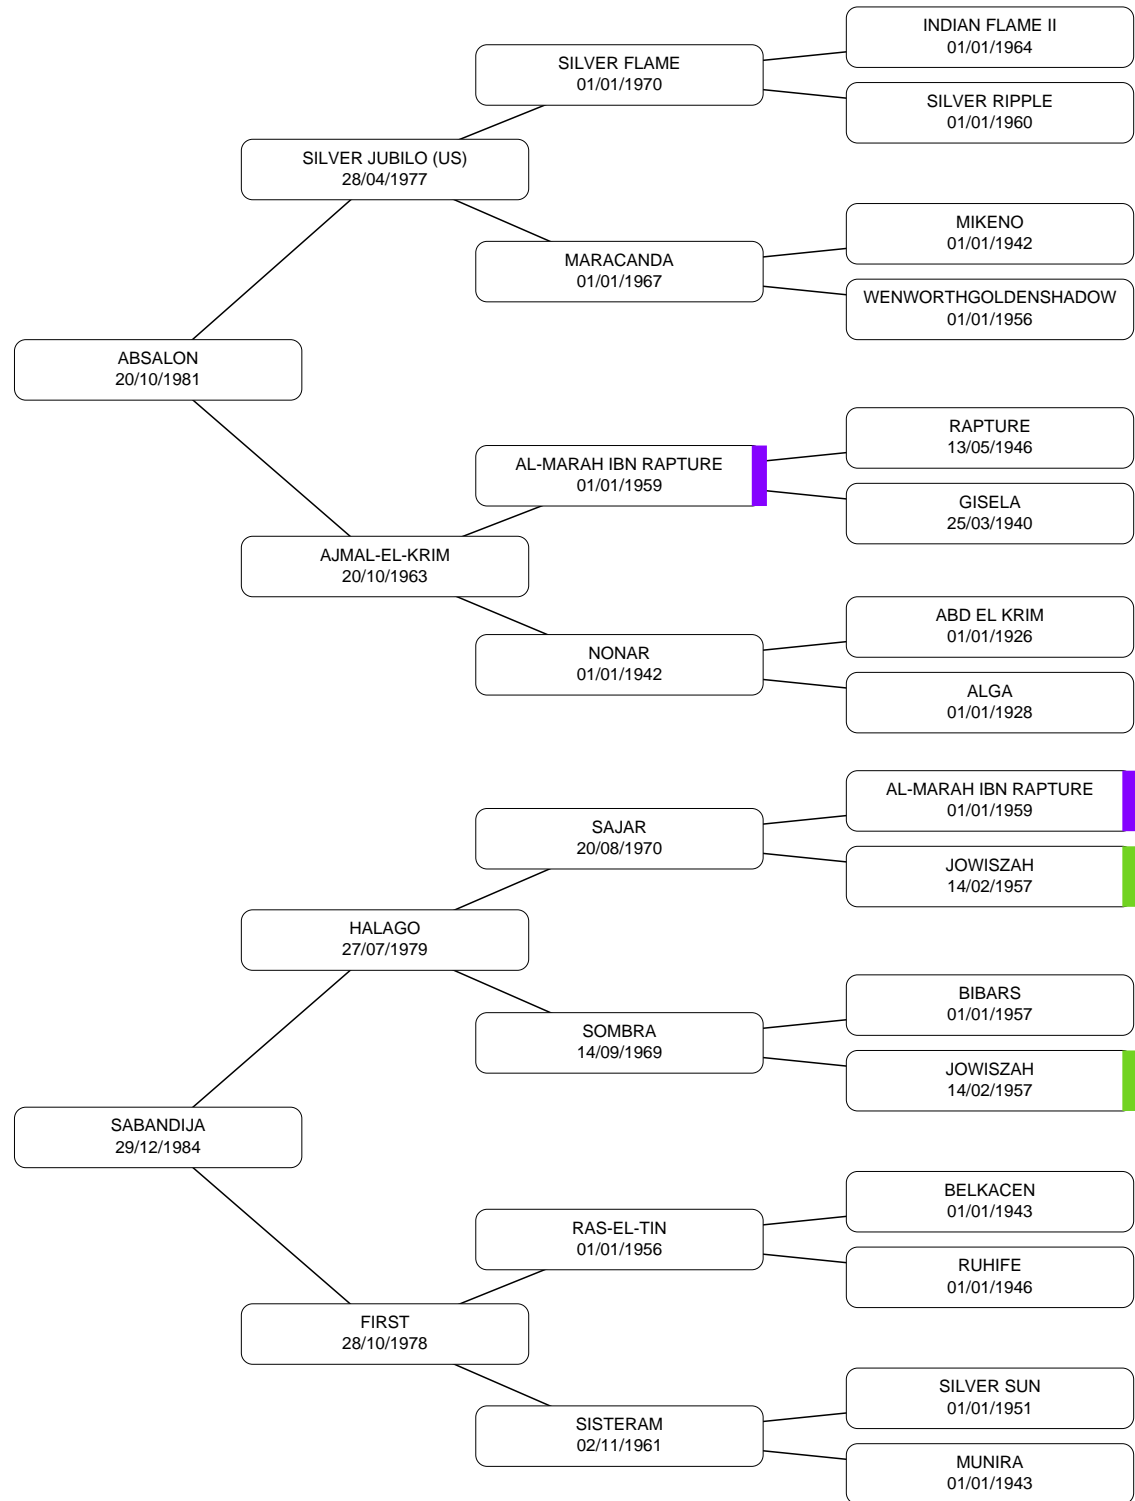 INDIAN FLAME II
01/01/1964
SILVER FLAME
01/01/1970
SILVER RIPPLE
01/01/1960
SILVER JUBILO (US)
28/04/1977
MIKENO
01/01/1942
MARACANDA
01/01/1967
WENWORTHGOLDENSHADOW
01/01/1956
ABSALON
20/10/1981
RAPTURE
13/05/1946
AL-MARAH IBN RAPTURE
01/01/1959
GISELA
25/03/1940
AJMAL-EL-KRIM
20/10/1963
ABD EL KRIM
01/01/1926
NONAR
01/01/1942
ALGA
01/01/1928
AL-MARAH IBN RAPTURE
01/01/1959
SAJAR
20/08/1970
JOWISZAH
14/02/1957
HALAGO
27/07/1979
BIBARS
01/01/1957
SOMBRA
14/09/1969
JOWISZAH
14/02/1957
SABANDIJA
29/12/1984
BELKACEN
01/01/1943
RAS-EL-TIN
01/01/1956
RUHIFE
01/01/1946
FIRST
28/10/1978
SILVER SUN
01/01/1951
SISTERAM
02/11/1961
MUNIRA
01/01/1943